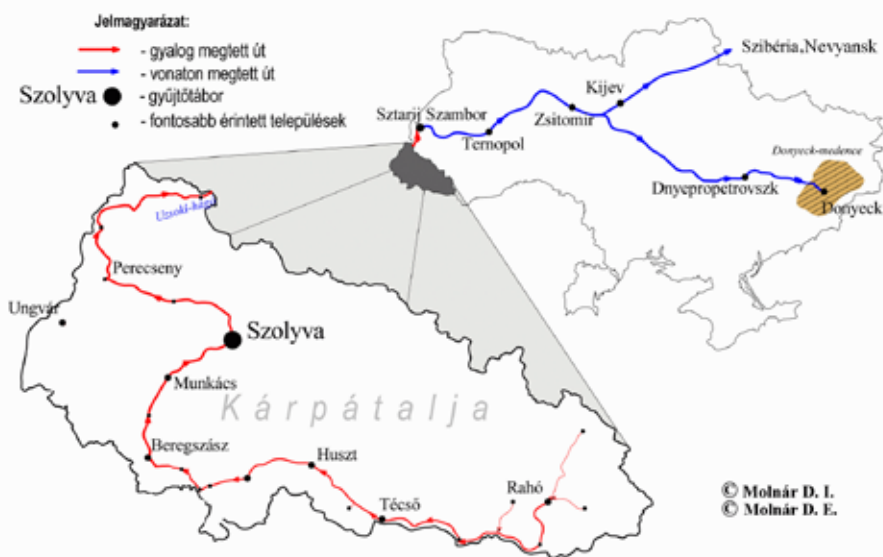 Jelmagyarázat:
- gyalog megtett út
- vonaton megtett út
Szolyva - gyűjtőtábor
- fontosabb érintett települések
Szibéria, Nevyansk
Kijev
Sztarij Szambor
Zsitomir
Ternopol
Donyeck-medence
Dnyepropetrovszk
Donyeck
Uzsoki-hágó
Perecseny
Ungvár
Szolyva
Munkács
Kárpátalja
Beregszász
Huszt
Rahó
Técső
© Molnár D. I.
© Molnár D. E.